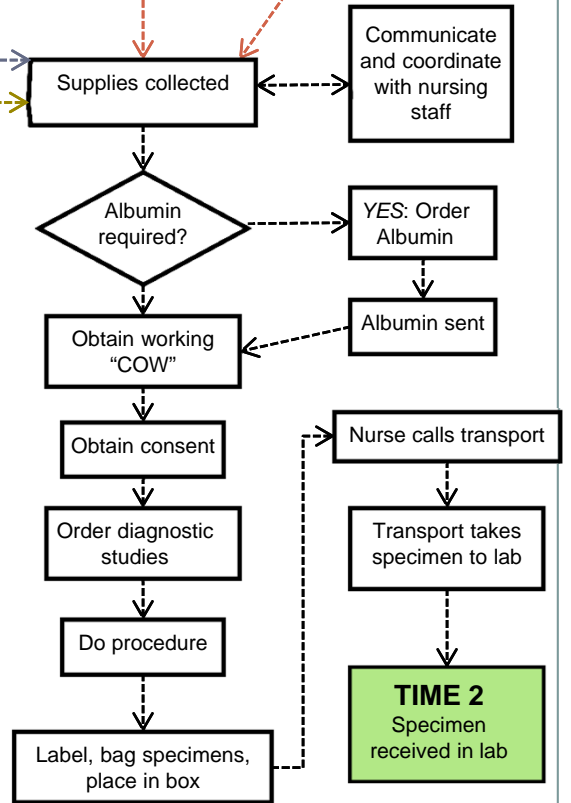 Supplies collected
Communicate
and coordinate
with nursing
staff
Albumin
required?
YES: Order
Albumin
Albumin sent
Obtain working
“COW”
Obtain consent
Order diagnostic
studies
Do procedure
Label, bag specimens,
place in box
Nurse calls transport
Transport takes
specimen to lab
TIME 2
Specimen
received in lab